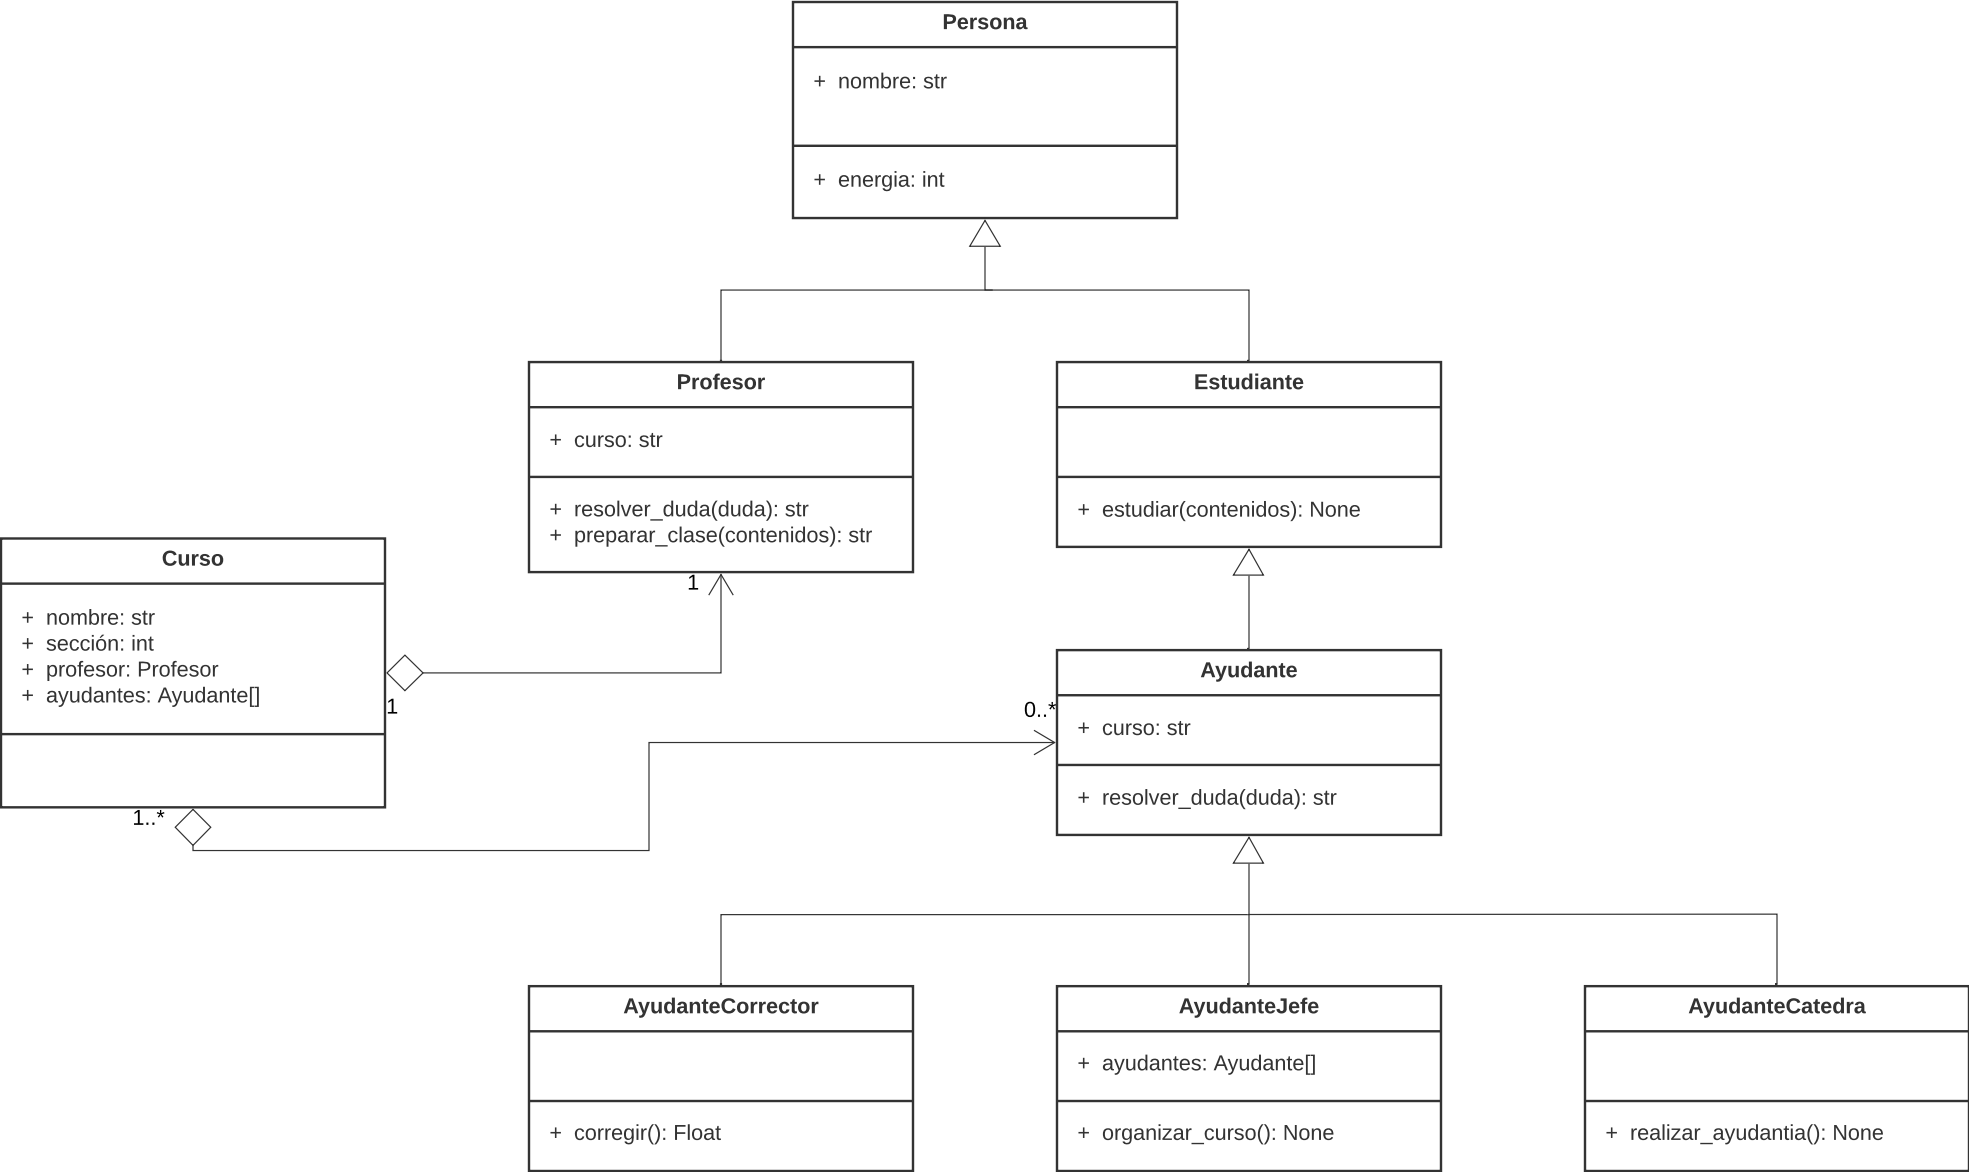 Persona
+ nombre: str
+ energia: int
Profesor
+ curso: str
+ resolver_duda(duda): str
+ preparar_clase(contenidos): str
Estudiante
+ estudiar(contenidos): None
Curso
+ nombre: str
+ sección: int
+ profesor: Profesor
+ ayudantes: Ayudante[]
1
1
1..*
0..*
Ayudante
+ curso: str
+ resolver_duda(duda): str
AyudanteCorrector
+ corregir(): Float
AyudanteJefe
+ ayudantes: Ayudante[]
+ organizar_curso(): None
AyudanteCatedra
+ realizar_ayudantia(): None